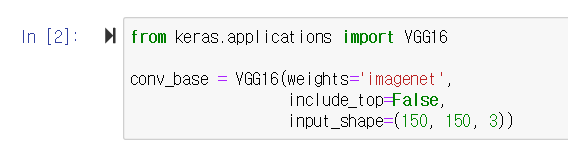 In [2]:
from keras.applications import VGG16
conv_base = VGG16(weights='imagenet',
include_top=False,
input_shape=(150, 150, 3))